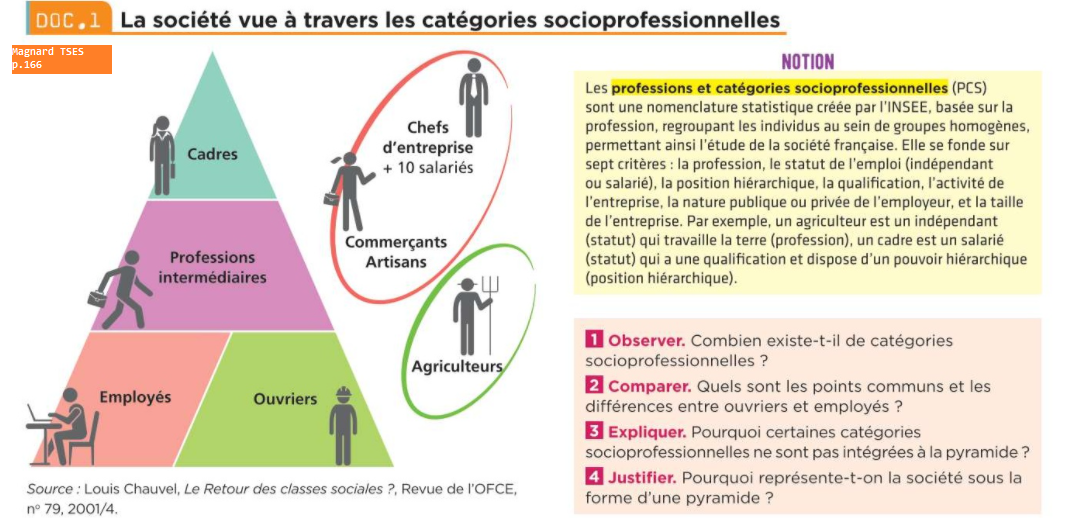 DOC.1 La société vue à travers les catégories socioprofessionnelles
Magnard TSES
p.166
Cadres
Professions
intermédiaires
Employés
Ouvriers
Chefs
d'entreprise
+ 10 salariés
Commerçants
Artisans
Agriculteurs
Source : Louis Chauvel, Le Retour des classes sociales ?, Revue de l'OFCE,
nº 79, 2001/4.
NOTION
Les professions et catégories socioprofessionnelles (PCS)
sont une nomenclature statistique créée par l'INSEE, basée sur la
profession, regroupant les individus au sein de groupes homogènes,
permettant ainsi l'étude de la société française. Elle se fonde sur
sept critères : la profession, le statut de l'emploi (indépendant
ou salarié), la position hiérarchique, la qualification, l'activité de
l'entreprise, la nature publique ou privée de l'employeur, et la taille
de l'entreprise. Par exemple, un agriculteur est un indépendant
(statut) qui travaille la terre (profession), un cadre est un salarié
(statut) qui a une qualification et dispose d'un pouvoir hiérarchique
(position hiérarchique).
1 Observer. Combien existe-t-il de catégories
socioprofessionnelles ?
2 Comparer. Quels sont les points communs et les
différences entre ouvriers et employés ?
3 Expliquer. Pourquoi certaines catégories
socioprofessionnelles ne sont pas intégrées à la pyramide ?
4 Justifier. Pourquoi représente-t-on la société sous la
forme d'une pyramide ?